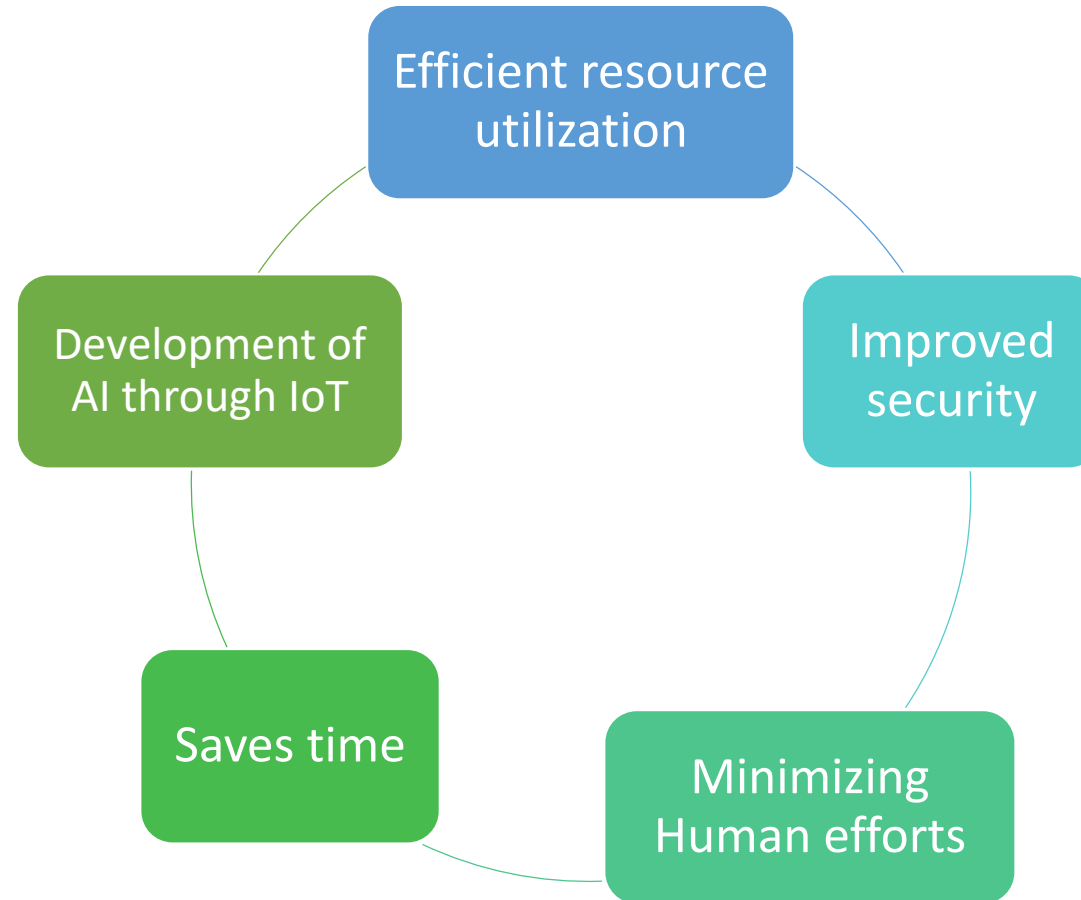 Efficient resource
utilization
Improved
security
Minimizing
Human efforts
Saves time
Development of
AI through IoT